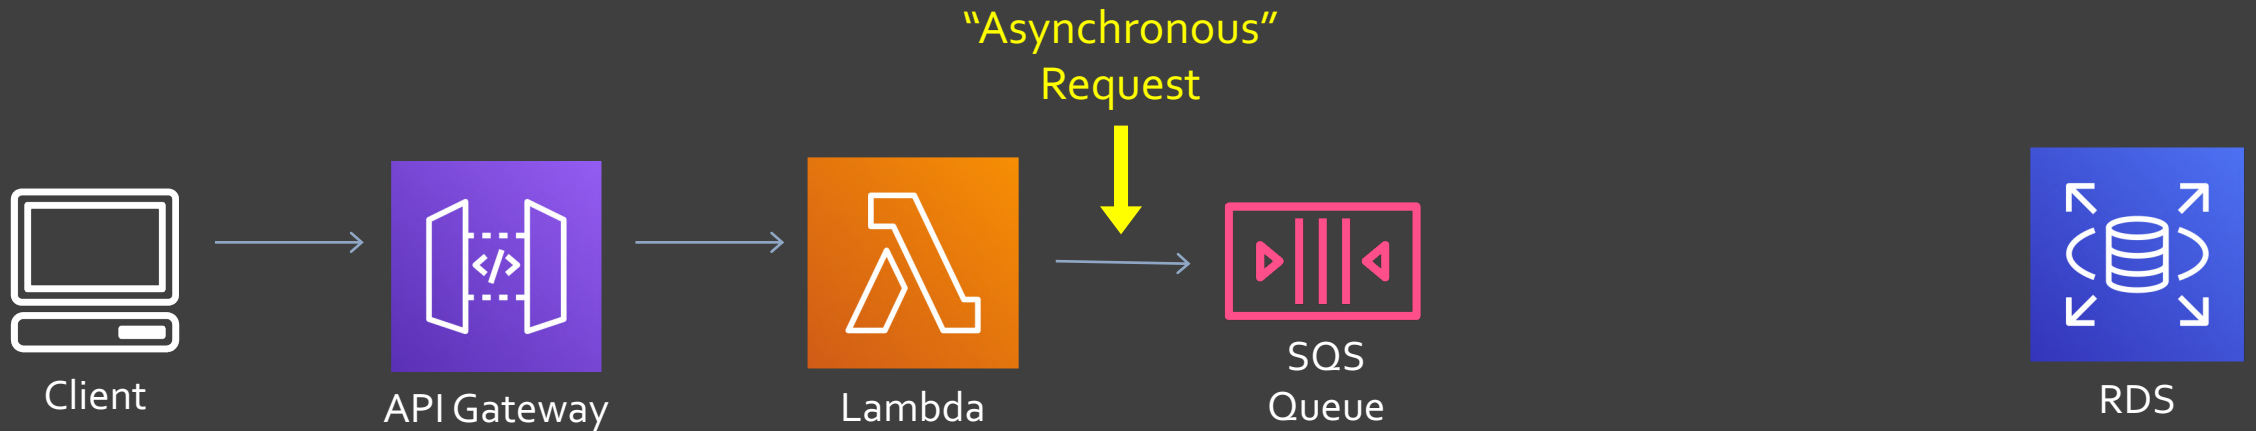 “Asynchronous”
Request
Client
API Gateway
</>
Lambda
SQS
Queue
RDS